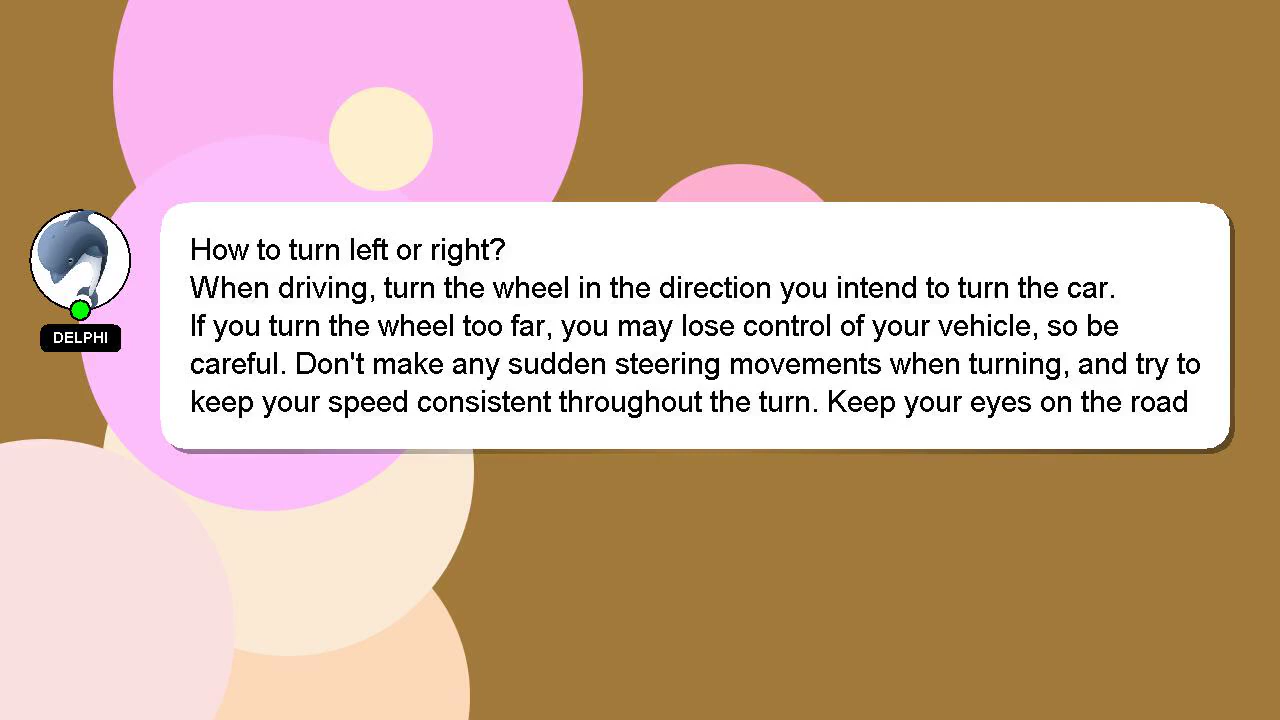 How to turn left or right?
When driving, turn the wheel in the direction you intend to turn the car.
If you turn the wheel too far, you may lose control of your vehicle, so be
careful. Don't make any sudden steering movements when turning, and try to
keep your speed consistent throughout the turn. Keep your eyes on the road
DELPHI